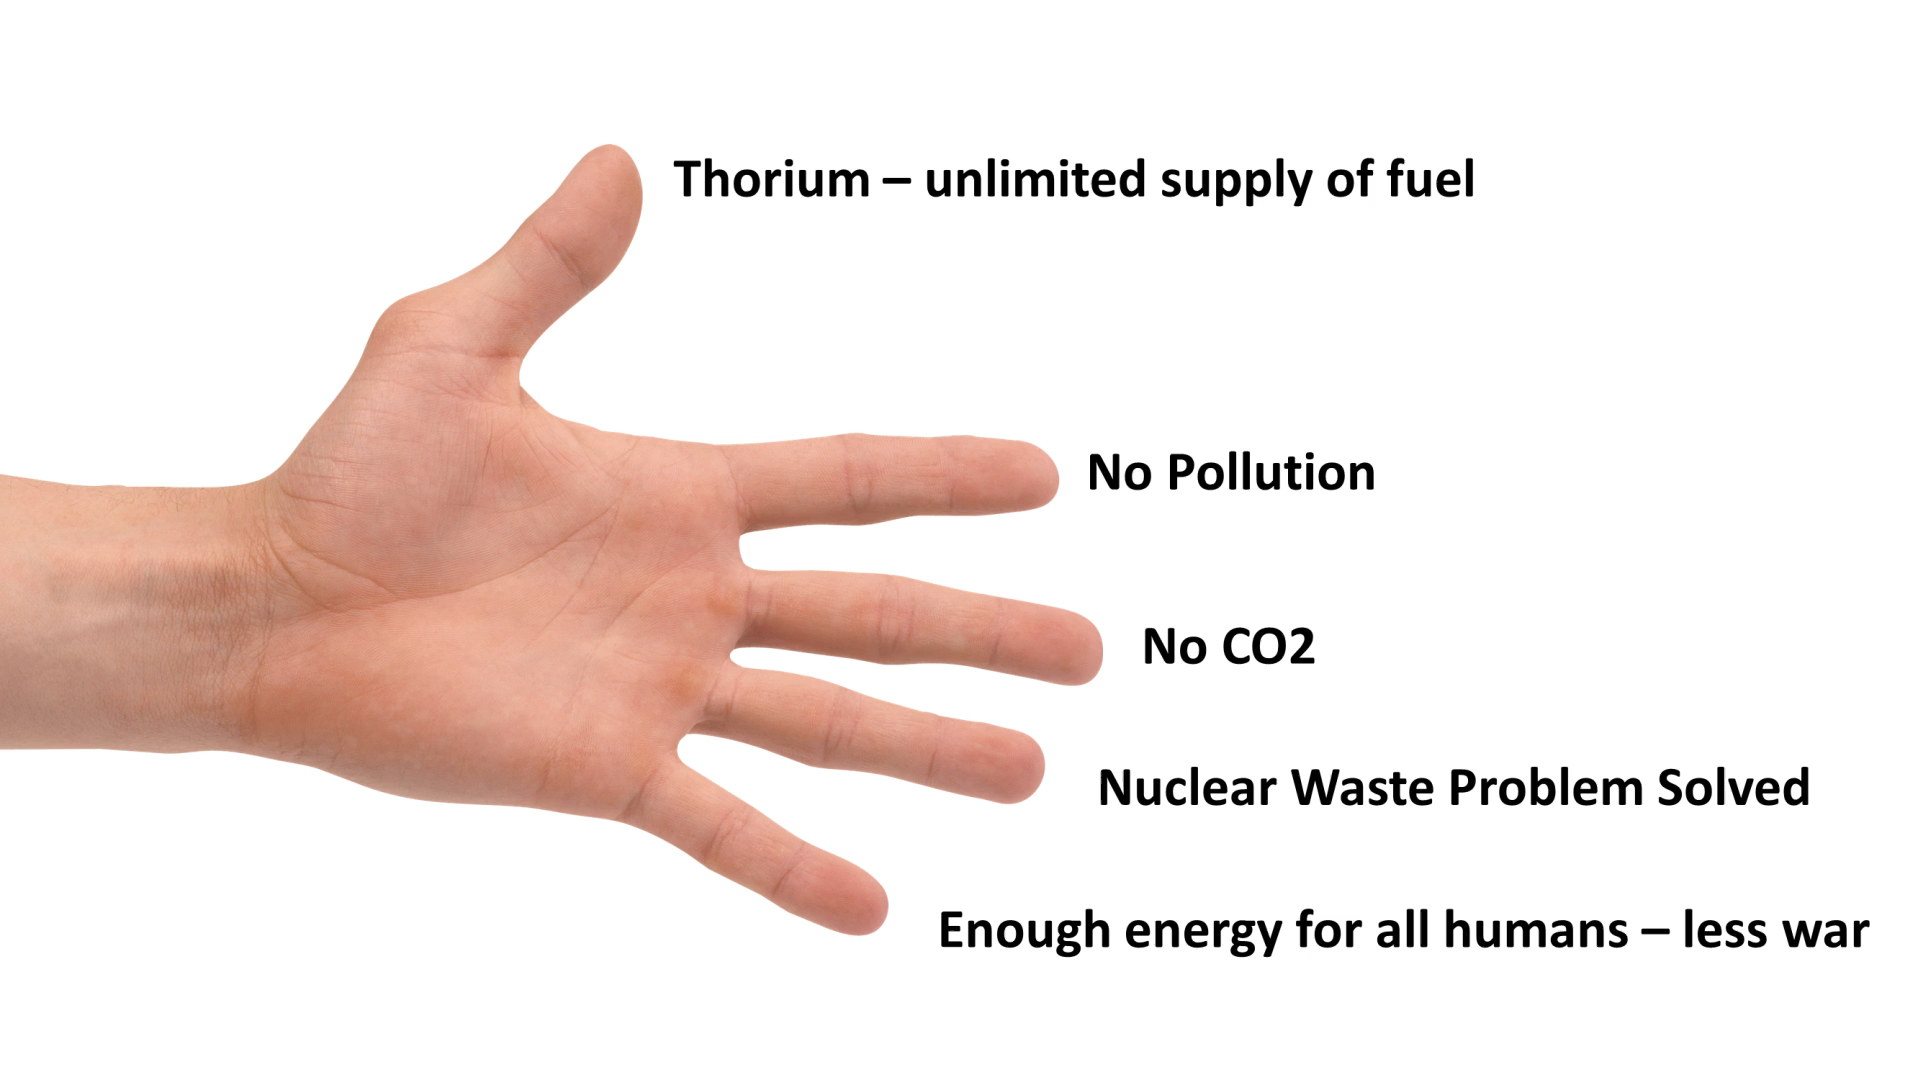 Thorium – unlimited supply of fuel
No Pollution
No CO2
Nuclear Waste Problem Solved
Enough energy for all humans – less war